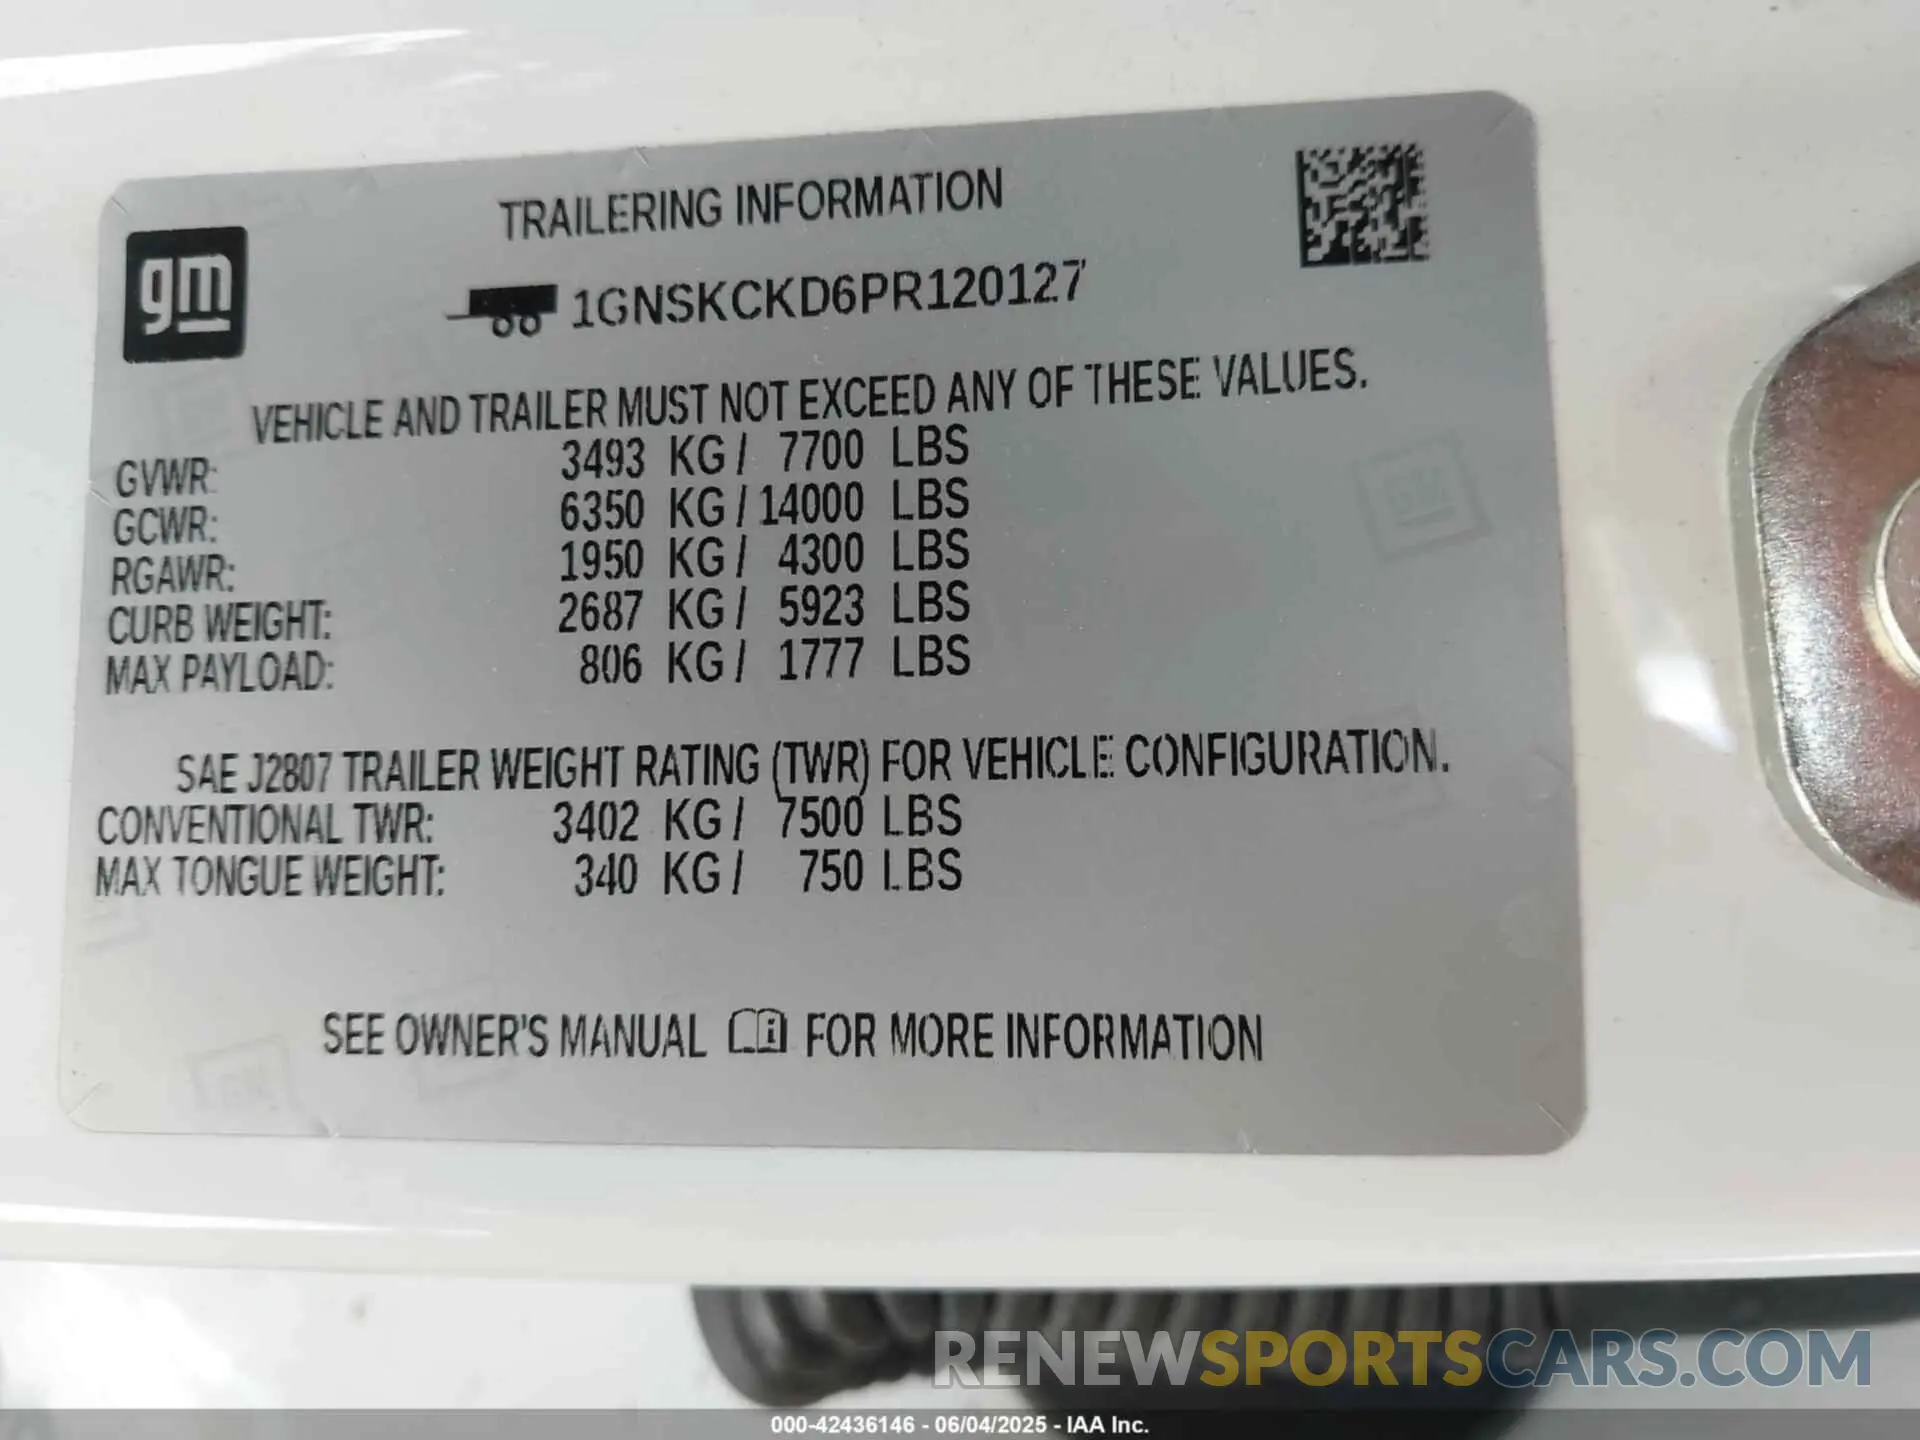 gm
TRAILERING INFORMATION
1GNSKCKD6PR120127
VEHICLE AND TRAILER MUST NOT EXCEED ANY OF THESE VALUES.
GVWR: 3493 KG / 7700 LBS
GCWR: 6350 KG / 14000 LBS
RGAWR: 1950 KG / 4300 LBS
CURB WEIGHT: 2687 KG / 5923 LBS
MAX PAYLOAD: 806 KG / 1777 LBS
SAE J2807 TRAILER WEIGHT RATING (TWR) FOR VEHICLE CONFIGURATION.
CONVENTIONAL TWR: 3402 KG / 7500 LBS
MAX TONGUE WEIGHT: 340 KG / 750 LBS
SEE OWNER'S MANUAL i FOR MORE INFORMATION
RENEWSPORTSCARS.COM
000-42436146 - 06/04/2025 - IAA Inc.